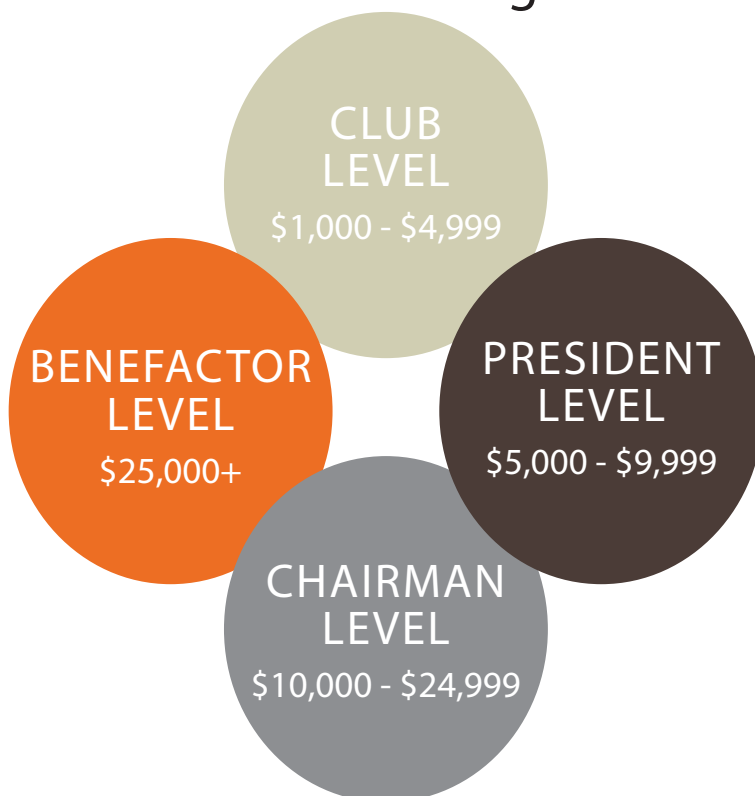 CLUB
LEVEL
$1,000 - $4,999
BENEFACTOR
LEVEL
$25,000+
PRESIDENT
LEVEL
$5,000 - $9,999
CHAIRMAN
LEVEL
$10,000 - $24,999